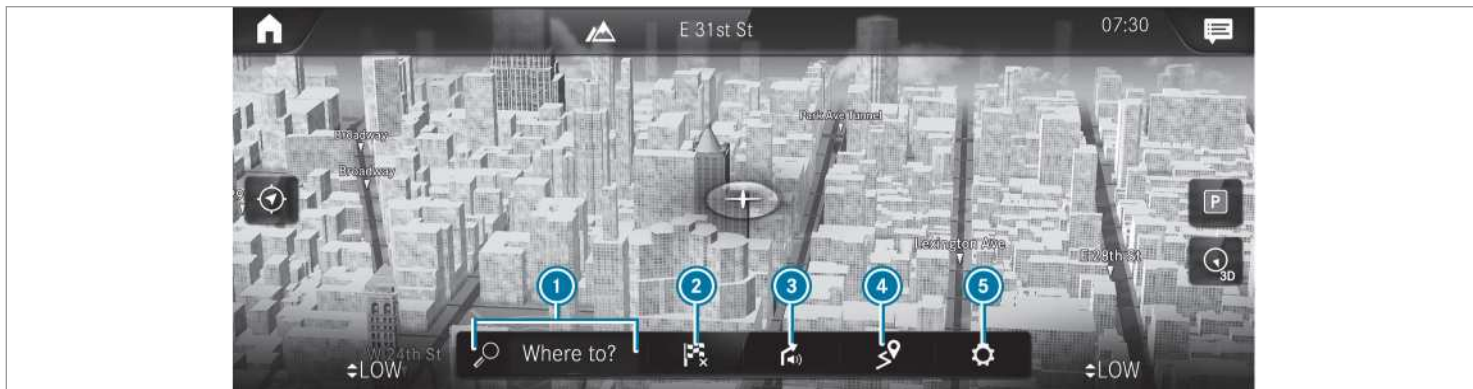 E 31st St
07:30
Park Ave Tunnel
Broadway
Broadway
P
Lexington Ave
E 28th St
3D
1
2
3
4
5
W 24th St
Where to?
LOW
LOW